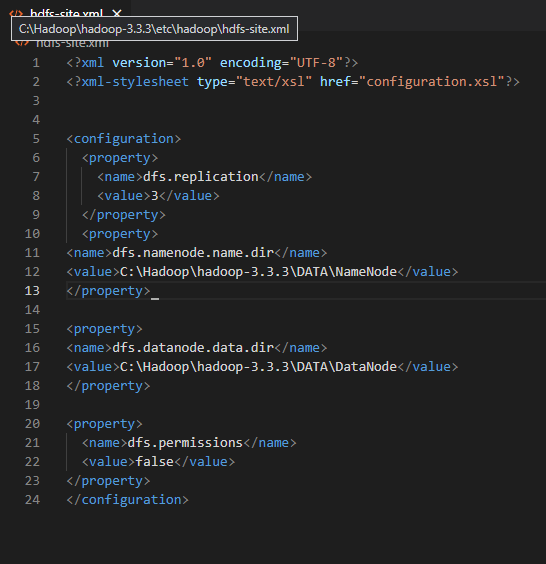 hdfs-site.xml
C:\Hadoop\hadoop-3.3.3\etc\hadoop\hdfs-site.xml
hdfs-site.xml
1 <?xml version="1.0" encoding="UTF-8"?>
2 <?xml-stylesheet type="text/xsl" href="configuration.xsl"?>
3
4
5 <configuration>
6   <property>
7     <name>dfs.replication</name>
8     <value>3</value>
9   </property>
10   <property>
11 <name>dfs.namenode.name.dir</name>
12 <value>C:\Hadoop\hadoop-3.3.3\DATA\NameNode</value>
13 </property>
14
15 <property>
16 <name>dfs.datanode.data.dir</name>
17 <value>C:\Hadoop\hadoop-3.3.3\DATA\DataNode</value>
18 </property>
19
20 <property>
21   <name>dfs.permissions</name>
22   <value>false</value>
23 </property>
24 </configuration>